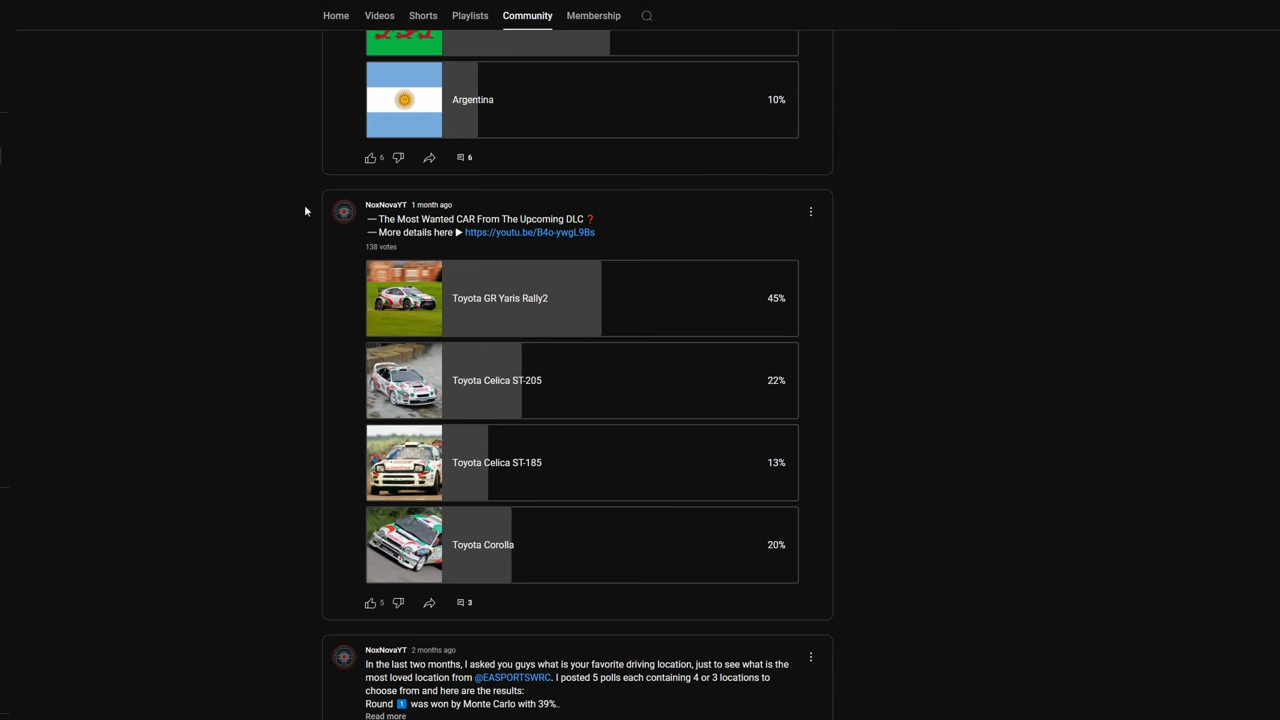 Home Videos Shorts Playlists Community Membership
Argentina 10%
6 6
NoxNovaYT 1 month ago
— The Most Wanted CAR From The Upcoming DLC ❓
— More details here ▶ https://youtu.be/B4o-ywgL9Bs
138 votes
Toyota GR Yaris Rally2 45%
Toyota Celica ST-205 22%
Toyota Celica ST-185 13%
Toyota Corolla 20%
5 3
NoxNovaYT 2 months ago
In the last two months, I asked you guys what is your favorite driving location, just to see what is the
most loved location from @EASPORTSWRC. I posted 5 polls each containing 4 or 3 locations to
choose from and here are the results:
Round 1️⃣ was won by Monte Carlo with 39%..
Read more